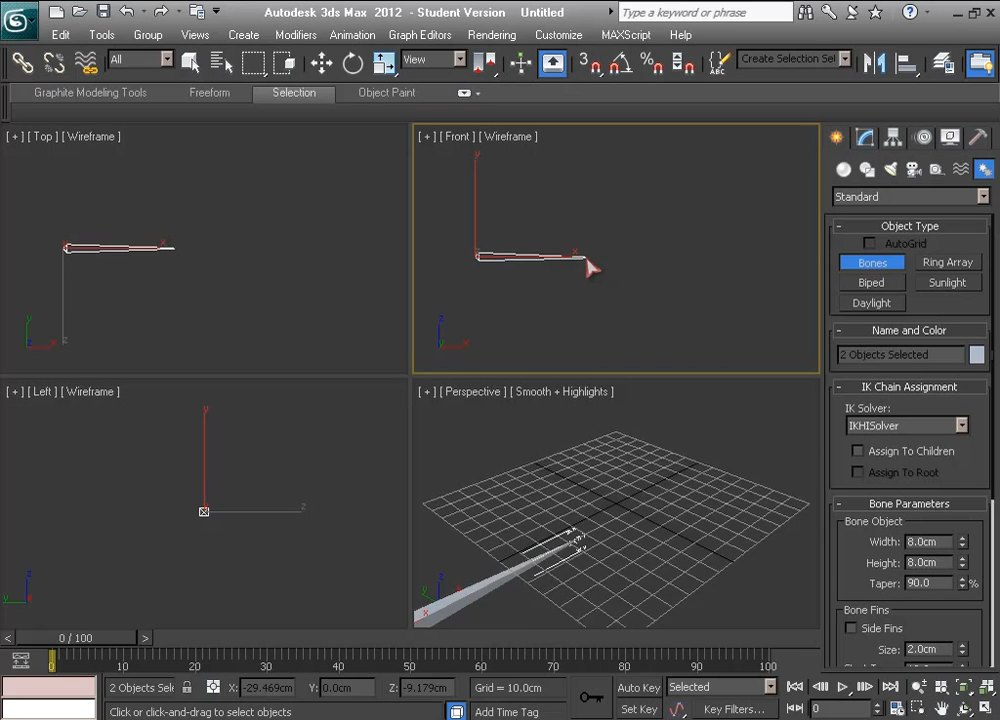 Autodesk 3ds Max 2012 - Student Version Untitled
Type a keyword or phrase
Edit Tools Group Views Create Modifiers Animation Graph Editors Rendering Customize MAXScript Help
All View 3 Create Selection Sel
Graphite Modeling Tools Freeform Selection Object Paint
[ + ] [ Top ] [ Wireframe ]
[ + ] [ Front ] [ Wireframe ]
[ + ] [ Left ] [ Wireframe ]
[ + ] [ Perspective ] [ Smooth + Highlights ]
Standard
- Object Type
AutoGrid
Bones Ring Array
Biped Sunlight
Daylight
- Name and Color
2 Objects Selected
- IK Chain Assignment
IK Solver:
IKHISolver
Assign To Children
Assign To Root
- Bone Parameters
Bone Object
Width: 8.0cm
Height: 8.0cm
Taper: 90.0 %
Bone Fins
Side Fins
Size: 2.0cm
< 0 / 100 >
0 10 20 30 40 50 60 70 80 90 100
2 Objects Sel X: -29.469cm Y: 0.0cm Z: -9.179cm Grid = 10.0cm Auto Key Selected
Click or click-and-drag to select objects Add Time Tag Set Key Key Filters... 0